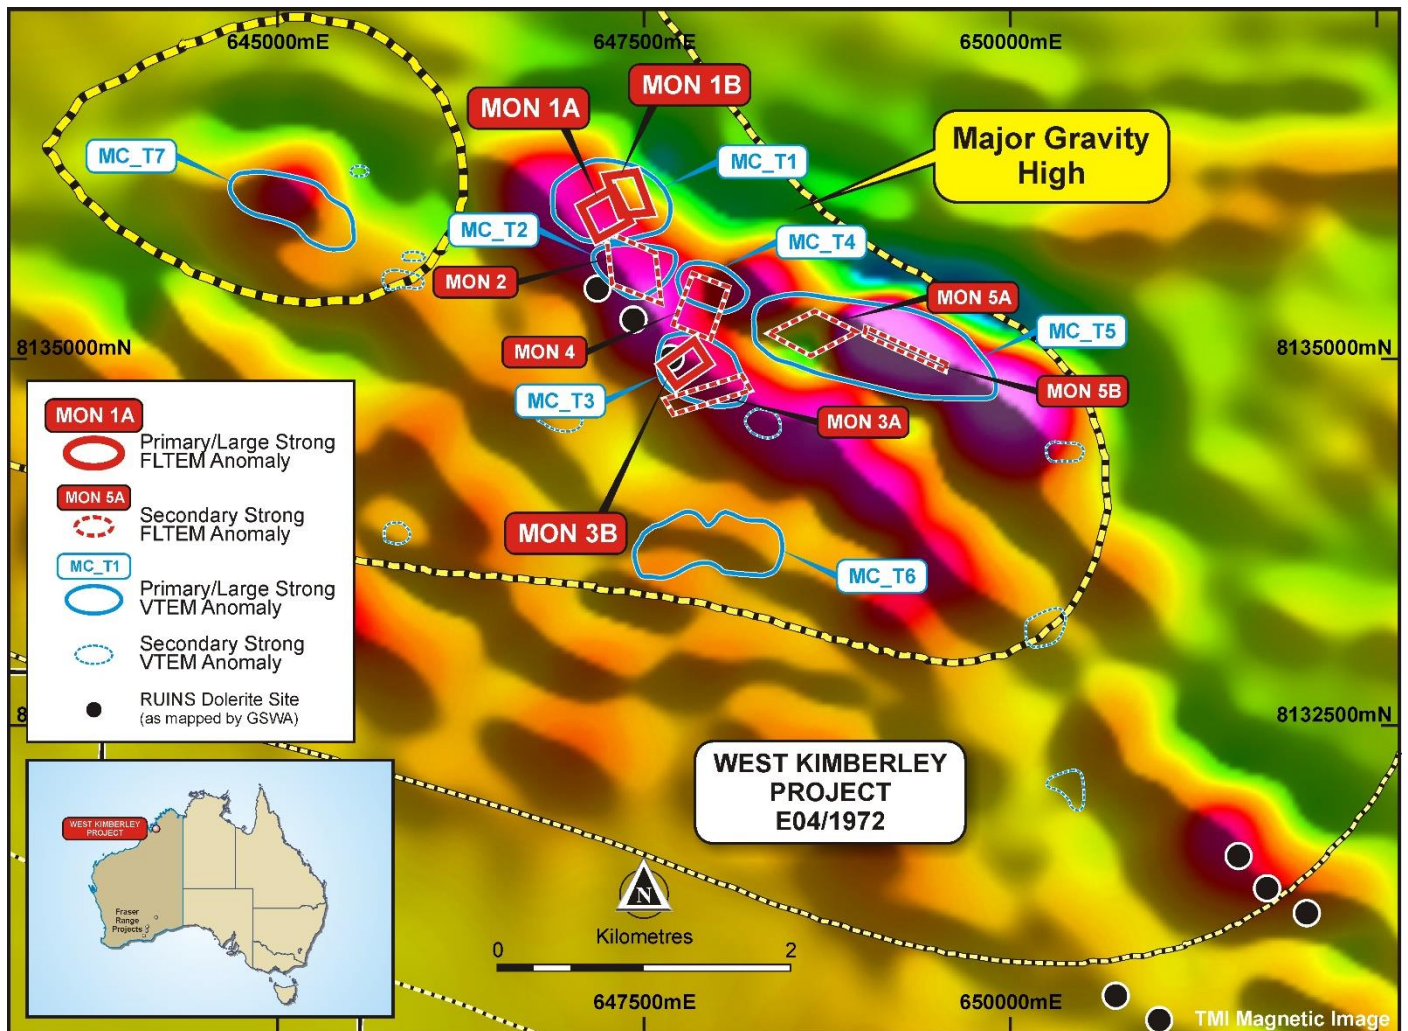 645000mE
647500mE
650000mE
MON 1A
MON 1B
Major Gravity
High
MC_T7
MC_T1
MC_T2
MC_T4
MON 2
MON 5A
MC_T5
8135000mN
8135000mN
MON 4
MON 5B
MC_T3
MON 3A
MON 3B
MC_T6
MON 1A
Primary/Large Strong
FLTEM Anomaly
MON 5A
Secondary Strong
FLTEM Anomaly
MC_T1
Primary/Large Strong
VTEM Anomaly
Secondary Strong
VTEM Anomaly
RUINS Dolerite Site
(as mapped by GSWA)
8132500mN
WEST KIMBERLEY
PROJECT
E04/1972
WEST KIMBERLEY
PROJECT
Fraser
Range
Projects
N
Kilometres
0
2
647500mE
650000mE
TMI Magnetic Image